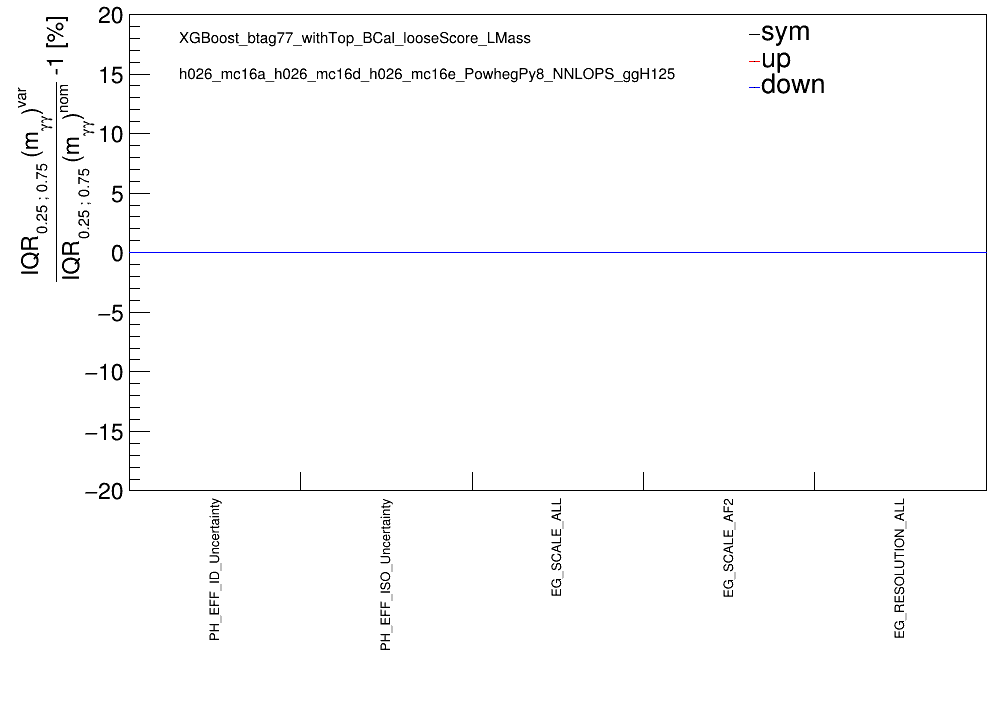 IQR0.25 ; 0.75 (mγγ)var
IQR0.25 ; 0.75 (mγγ)nom -1 [%]
20
15
10
5
0
−5
−10
−15
−20
XGBoost_btag77_withTop_BCal_looseScore_LMass
h026_mc16a_h026_mc16d_h026_mc16e_PowhegPy8_NNLOPS_ggH125
sym
up
down
PH_EFF_ID_Uncertainty
PH_EFF_ISO_Uncertainty
EG_SCALE_ALL
EG_SCALE_AF2
EG_RESOLUTION_ALL